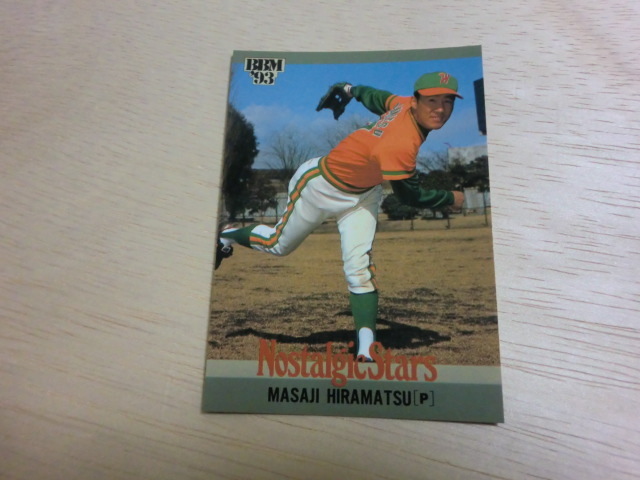 BBM
'93
Nostalgic Stars
MASAJI HIRAMATSU[P]